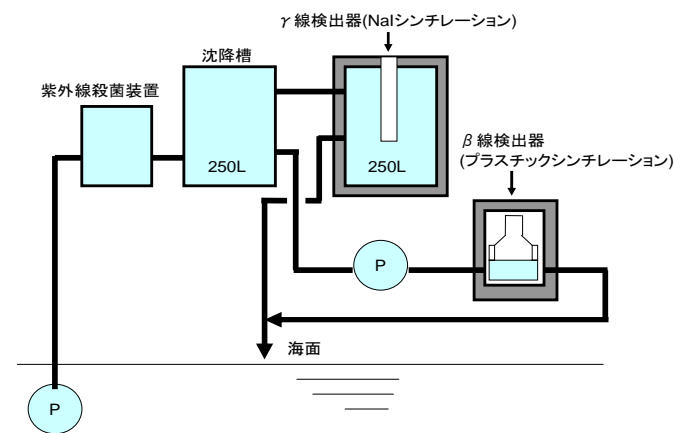 γ線検出器(NaIシンチレーション)
沈降槽
紫外線殺菌装置
β線検出器
(プラスチックシンチレーション)
250L
250L
P
海面
P